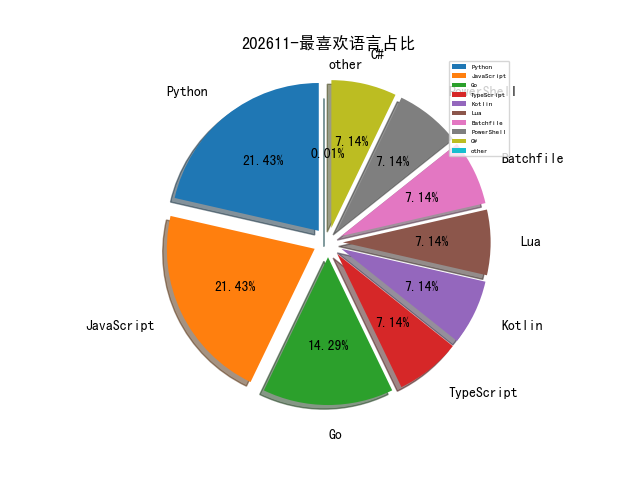 202611-最喜欢语言占比
C#
other
Python
PowerShell
Batchfile
Lua
Kotlin
TypeScript
Go
JavaScript
21.43%
0.01%
7.14%
7.14%
7.14%
7.14%
7.14%
7.14%
14.29%
21.43%
Python
JavaScript
Go
TypeScript
Kotlin
Lua
Batchfile
PowerShell
C#
other